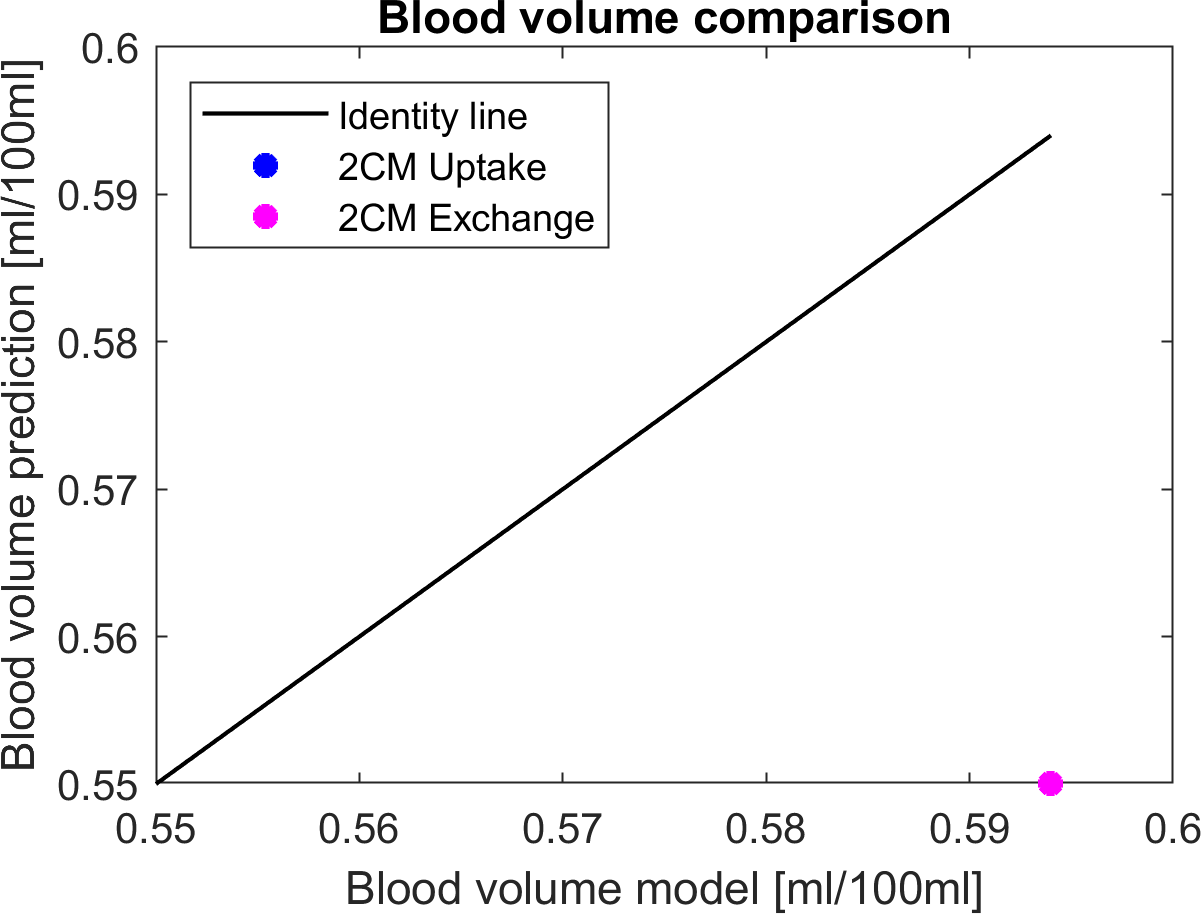 Blood volume comparison
Identity line
2CM Uptake
2CM Exchange
Blood volume prediction [ml/100ml]
0.6
0.59
0.58
0.57
0.56
0.55
0.55 0.56 0.57 0.58 0.59 0.6
Blood volume model [ml/100ml]